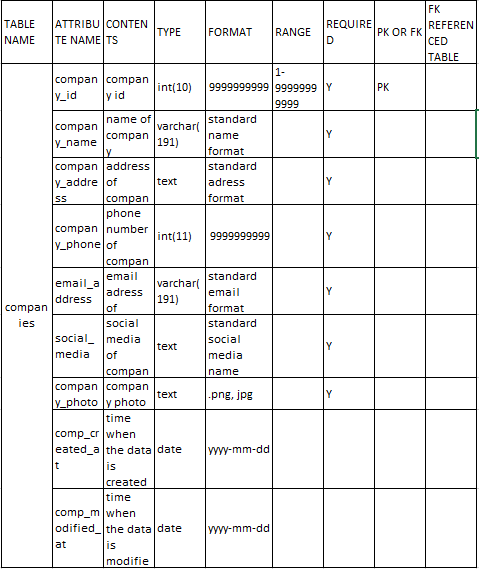 TABLE NAME ATTRIBUTE NAME CONTENTS TYPE FORMAT RANGE REQUIRED PK OR FK FK REFERENCED TABLE
companies
company_id company id int(10) 9999999999 1-99999999999 Y PK
company_name name of company varchar(191) standard name format Y
company_address address of compan text standard adress format Y
company_phone phone number of compan int(11) 9999999999 Y
email_address email adress of varchar(191) standard email format Y
social_media social media of compan text standard social media name Y
company_photo company photo text .png, jpg Y
comp_created_at time when the data is created date yyyy-mm-dd
comp_modified_at time when the data is modifie date yyyy-mm-dd